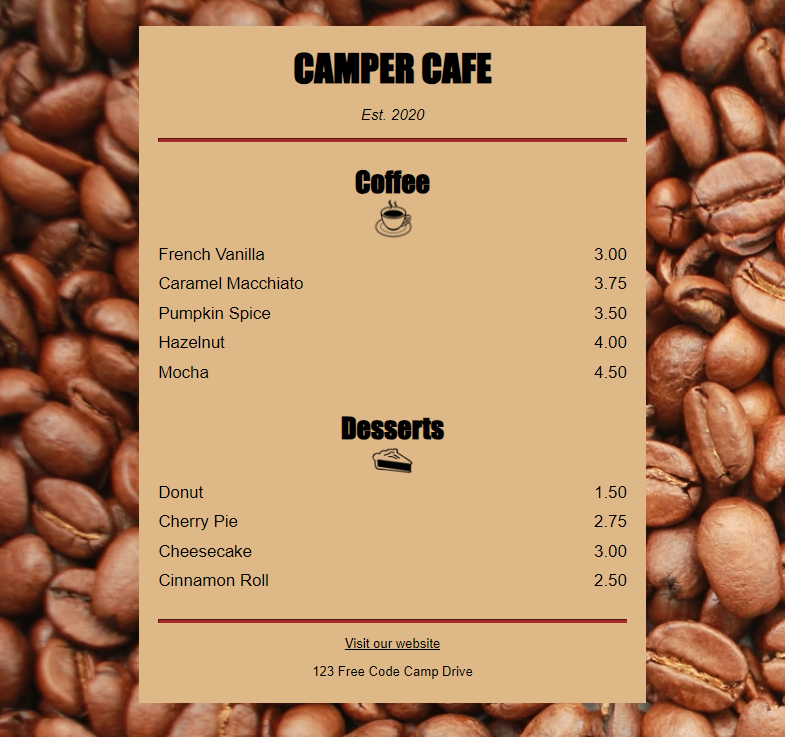 CAMPER CAFE
Est. 2020
Coffee
French Vanilla 3.00
Caramel Macchiato 3.75
Pumpkin Spice 3.50
Hazelnut 4.00
Mocha 4.50
Desserts
Donut 1.50
Cherry Pie 2.75
Cheesecake 3.00
Cinnamon Roll 2.50
Visit our website
123 Free Code Camp Drive